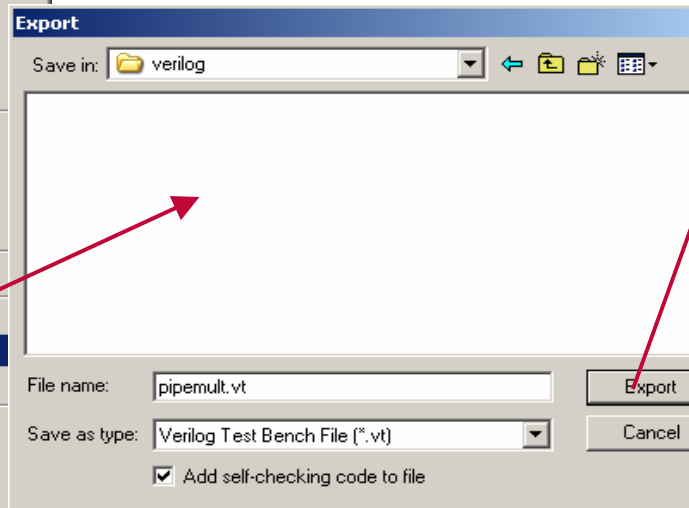 Export
Save in: verilog
File name: pipemult.vt Export
Save as type: Verilog Test Bench File (*.vt) Cancel
Add self-checking code to file